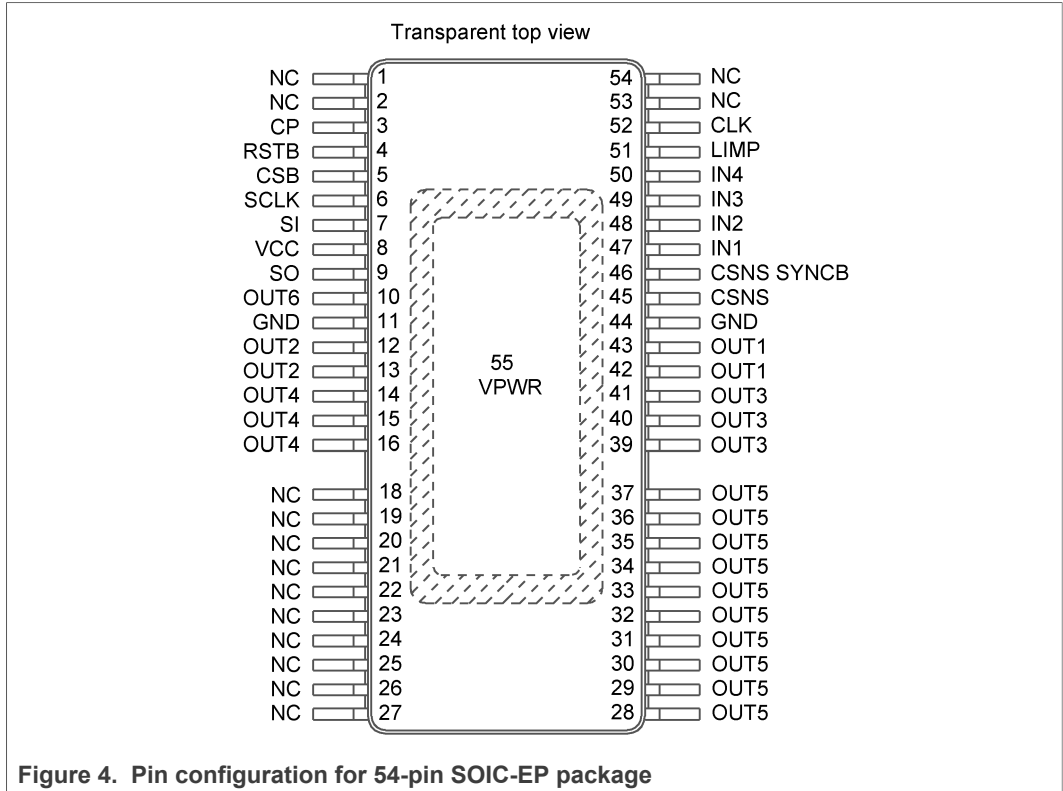 Transparent top view
NC 1 54 NC
NC 2 53 NC
CP 3 52 CLK
RSTB 4 51 LIMP
CSB 5 50 IN4
SCLK 6 49 IN3
SI 7 48 IN2
VCC 8 47 IN1
SO 9 46 CSNS SYNCB
OUT6 10 45 CSNS
GND 11 44 GND
OUT2 12 43 OUT1
OUT2 13 42 OUT1
55
VPWR
OUT4 14 41 OUT3
OUT4 15 40 OUT3
OUT4 16 39 OUT3
NC 18 37 OUT5
NC 19 36 OUT5
NC 20 35 OUT5
NC 21 34 OUT5
NC 22 33 OUT5
NC 23 32 OUT5
NC 24 31 OUT5
NC 25 30 OUT5
NC 26 29 OUT5
NC 27 28 OUT5
Figure 4. Pin configuration for 54-pin SOIC-EP package